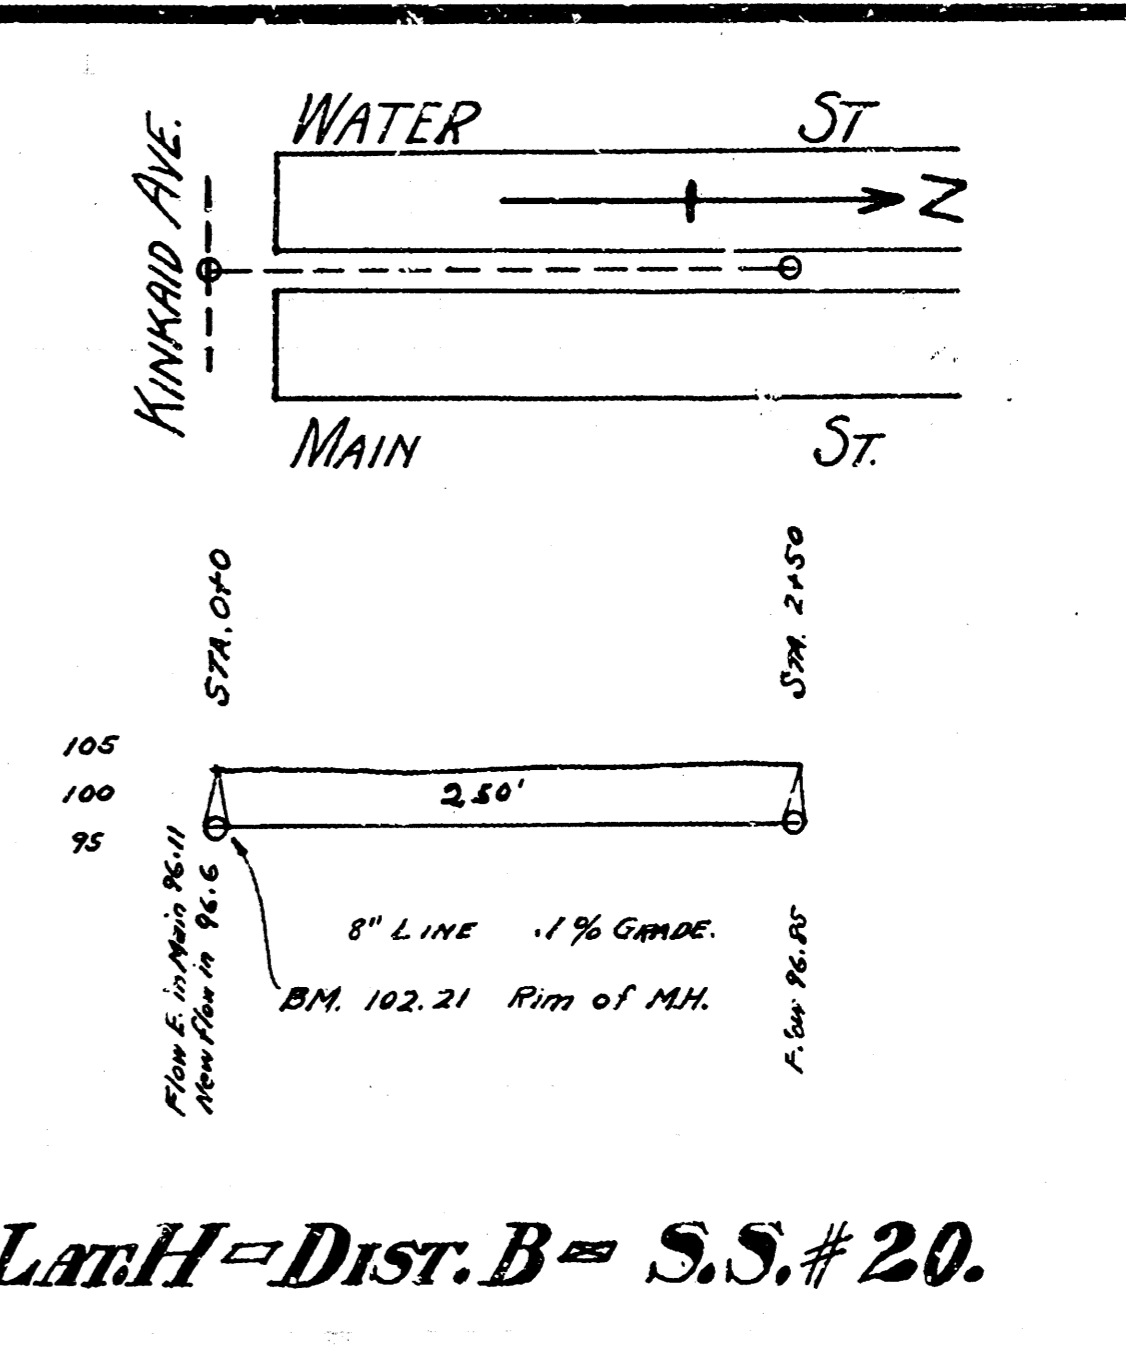 WATER ST
KINKAID AVE.
N
MAIN ST.
STA. 0+0
STA. 2+50
105
100
95
250'
Flow E. in Main 96.11
New Flow in 96.6
8" LINE .1% GRADE.
BM. 102.21 Rim of M.H.
96.85
LAT. H = DIST. B = S.S. # 20.